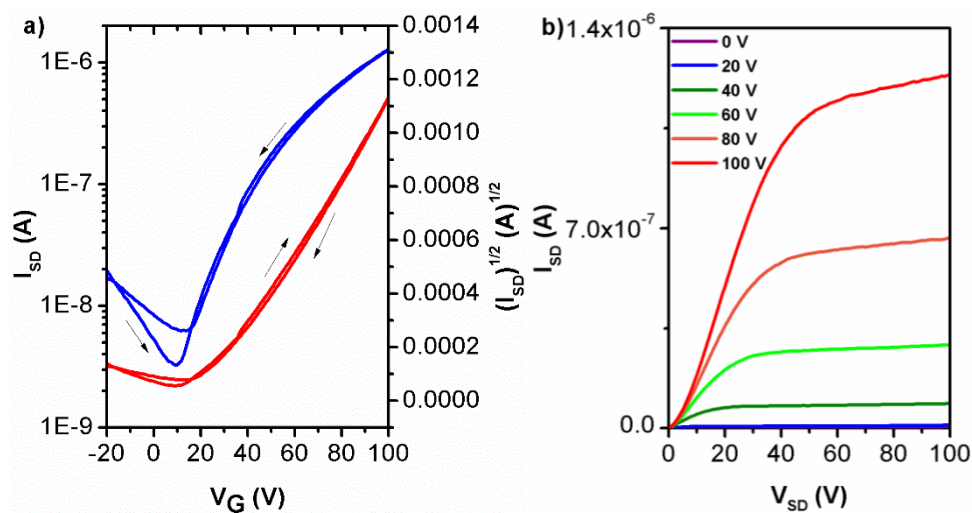 a)
I_SD (A)
1E-6
1E-7
1E-8
1E-9
-20 0 20 40 60 80 100
V_G (V)
0.0014
0.0012
0.0010
0.0008
0.0006
0.0004
0.0002
0.0000
(I_SD)^1/2 (A)^1/2
b)
I_SD (A)
1.4x10^-6
7.0x10^-7
0.0
0 V
20 V
40 V
60 V
80 V
100 V
0 20 40 60 80 100
V_SD (V)